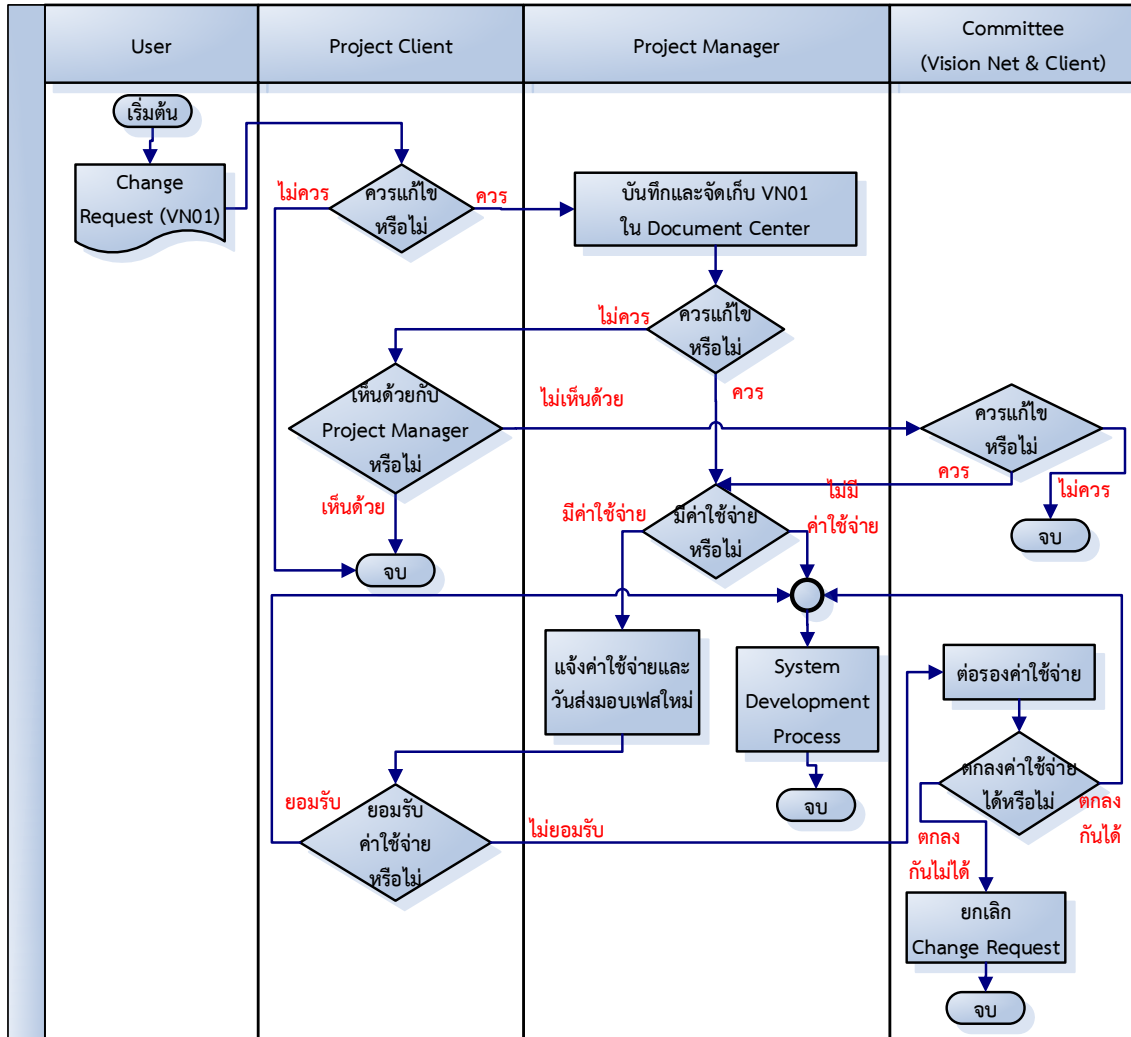 User
Project Client
Project Manager
Committee
(Vision Net & Client)
เริ่มต้น
Change
Request (VN01)
ไม่ควร
ควรแก้ไข
หรือไม่
ควร
บันทึกและจัดเก็บ VN01
ใน Document Center
ไม่ควร
ควรแก้ไข
หรือไม่
ควร
เห็นด้วยกับ
Project Manager
หรือไม่
ไม่เห็นด้วย
เห็นด้วย
จบ
ควรแก้ไข
หรือไม่
ควร
ไม่ควร
จบ
มีค่าใช้จ่าย
มีค่าใช้จ่าย
หรือไม่
ไม่มี
ค่าใช้จ่าย
แจ้งค่าใช้จ่ายและ
วันส่งมอบเฟสใหม่
System
Development
Process
จบ
ต่อรองค่าใช้จ่าย
ตกลงค่าใช้จ่าย
ได้หรือไม่
ตกลง
กันได้
ตกลง
กันไม่ได้
ยอมรับ
ยอมรับ
ค่าใช้จ่าย
หรือไม่
ไม่ยอมรับ
ยกเลิก
Change Request
จบ